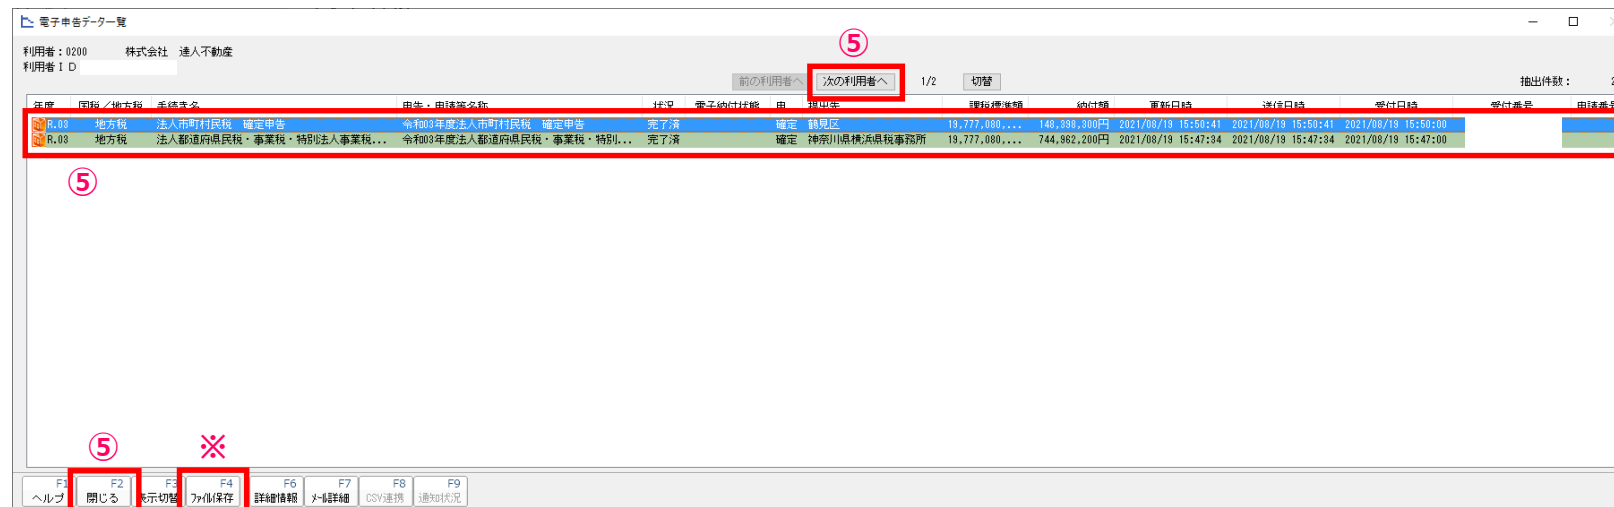 電子申告データ一覧
利用者：0200 株式会社 達人不動産
利用者ＩＤ
⑤
前の利用者へ 次の利用者へ 1/2 切替 抽出件数： 2
年度 国税／地方税 手続き名 申告・申請等名称 状況 電子納付状態 申 提出先 課税標準額 納付額 更新日時 送信日時 受付日時 受付番号 申請番号
R.03 地方税 法人市町村民税 確定申告 令和03年度法人市町村民税 確定申告 完了済 確定 鶴見区 19,777,080,... 148,398,300円 2021/08/19 15:50:41 2021/08/19 15:50:41 2021/08/19 15:50:00
R.03 地方税 法人都道府県民税・事業税・特別法人事業税... 令和03年度法人都道府県民税・事業税・特別... 完了済 確定 神奈川県横浜県税事務所 19,777,080,... 744,962,200円 2021/08/19 15:47:34 2021/08/19 15:47:34 2021/08/19 15:47:00
⑤
⑤ ※
F1 F2 F3 F4 F6 F7 F8 F9
ヘルプ 閉じる 表示切替 ファイル保存 詳細情報 メール詳細 CSV連携 通知状況